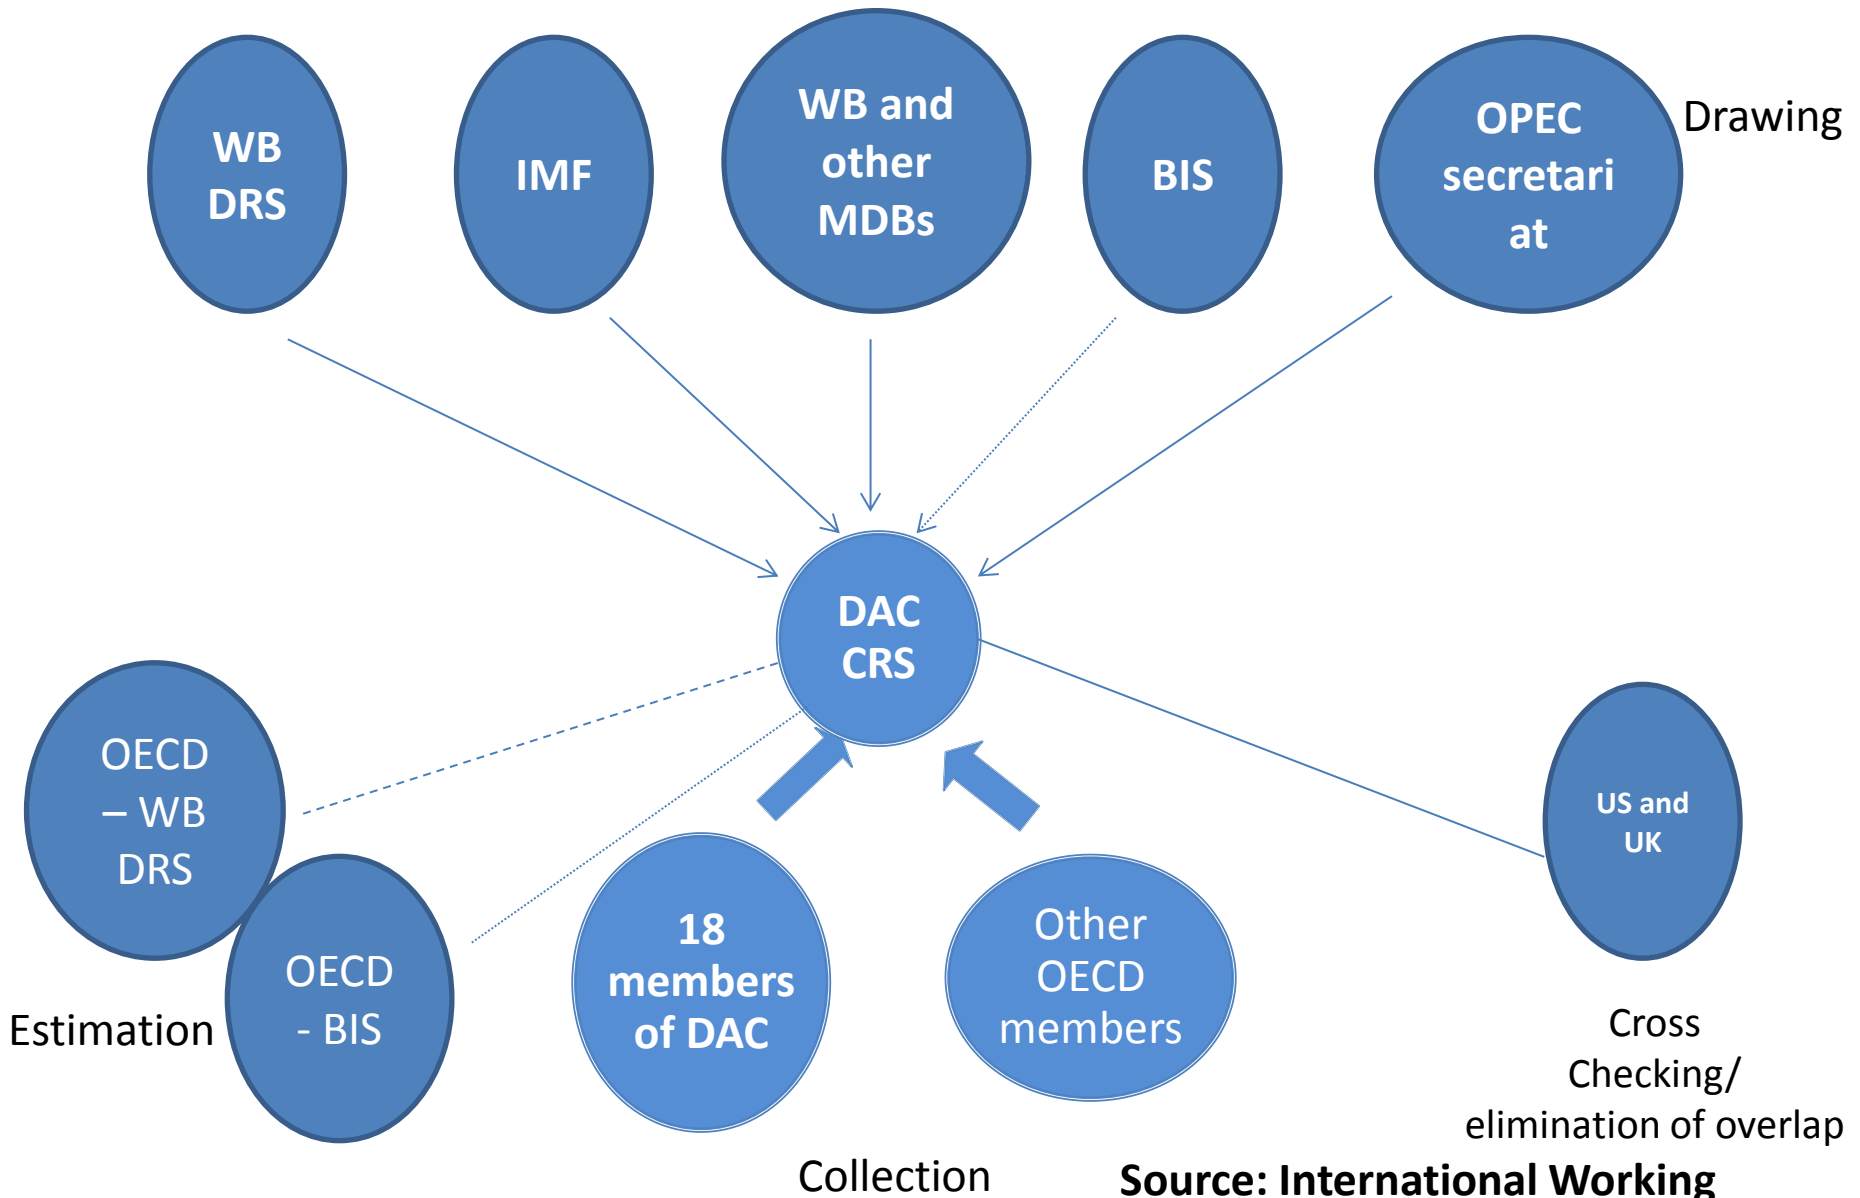 WB
DRS
IMF
WB and
other
MDBs
BIS
OPEC
secretari
at
Drawing
DAC
CRS
OECD
– WB
DRS
OECD
- BIS
Estimation
18
members
of DAC
Other
OECD
members
US and
UK
Cross
Checking/
elimination of overlap
Collection
Source: International Working